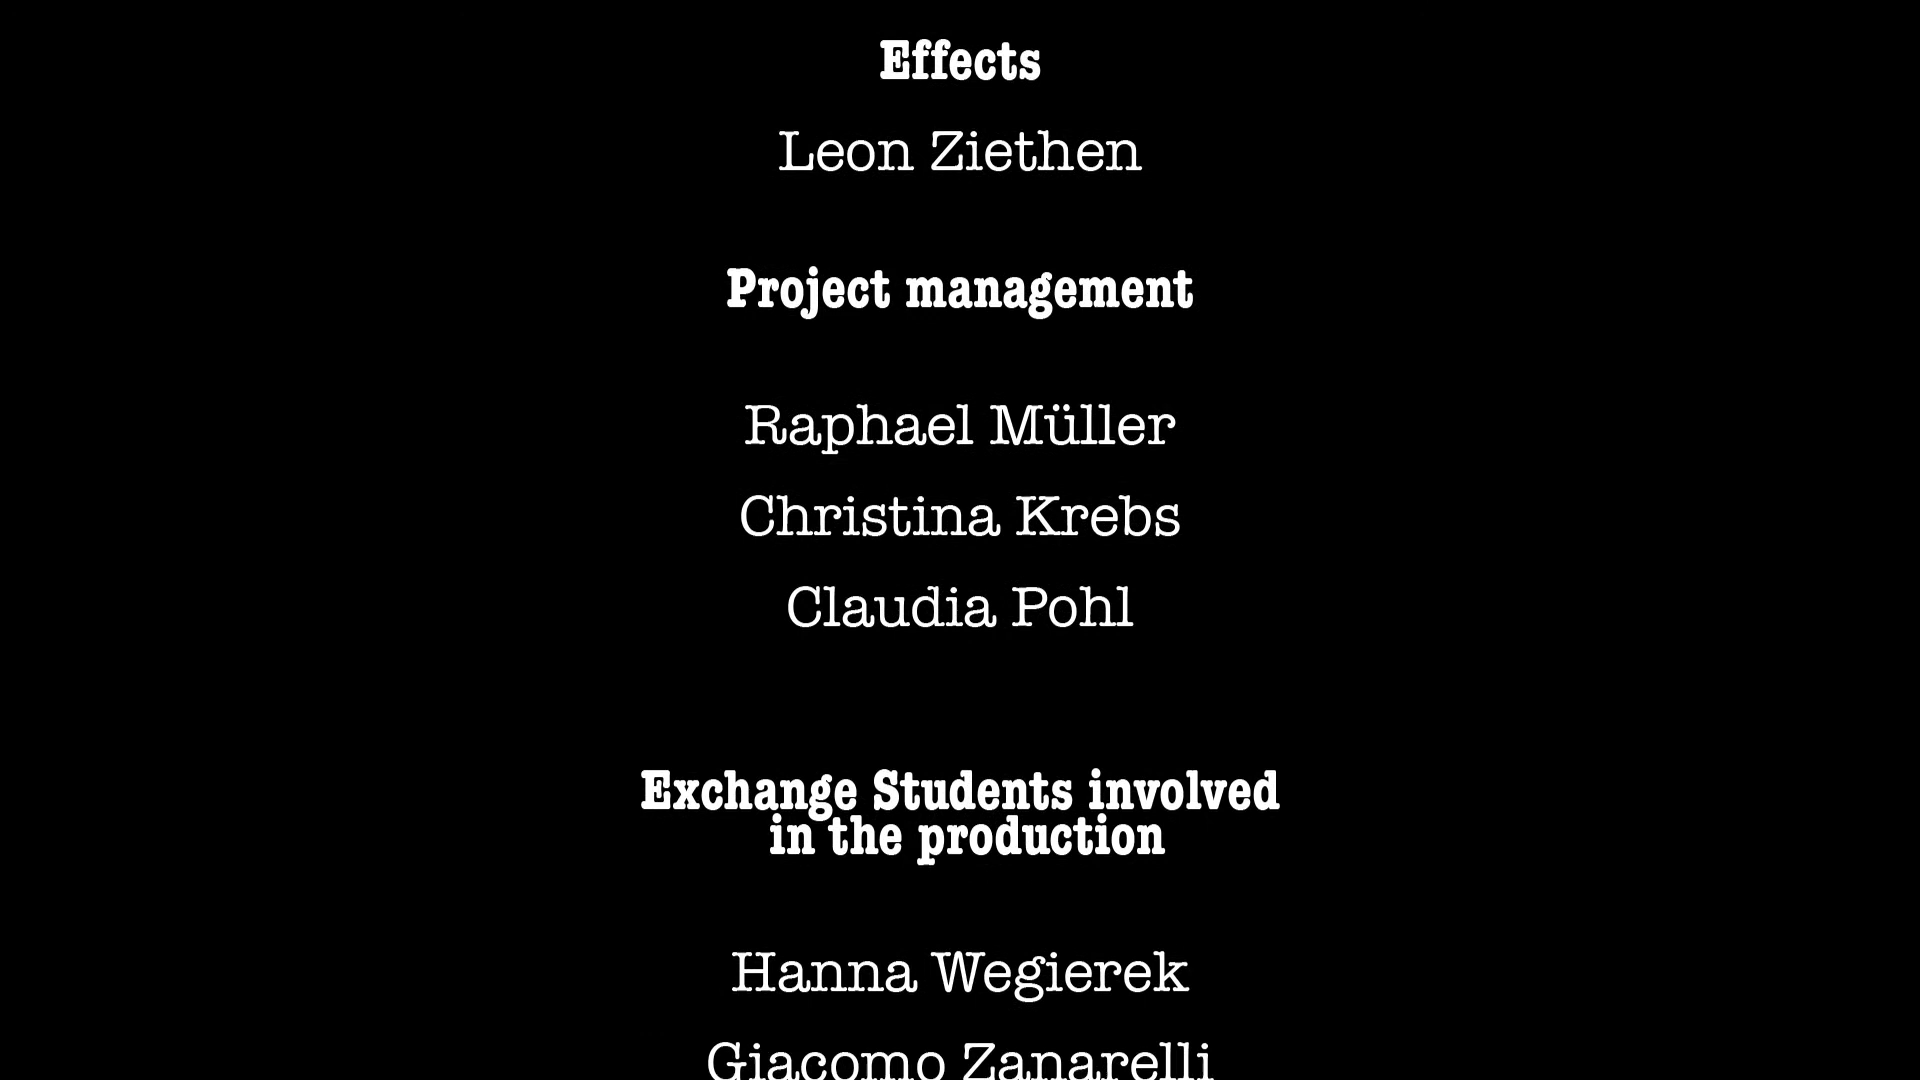 Effects
Leon Ziethen
Project management
Raphael Müller
Christina Krebs
Claudia Pohl
Exchange Students involved
in the production
Hanna Wegierek
Giacomo Zanarelli